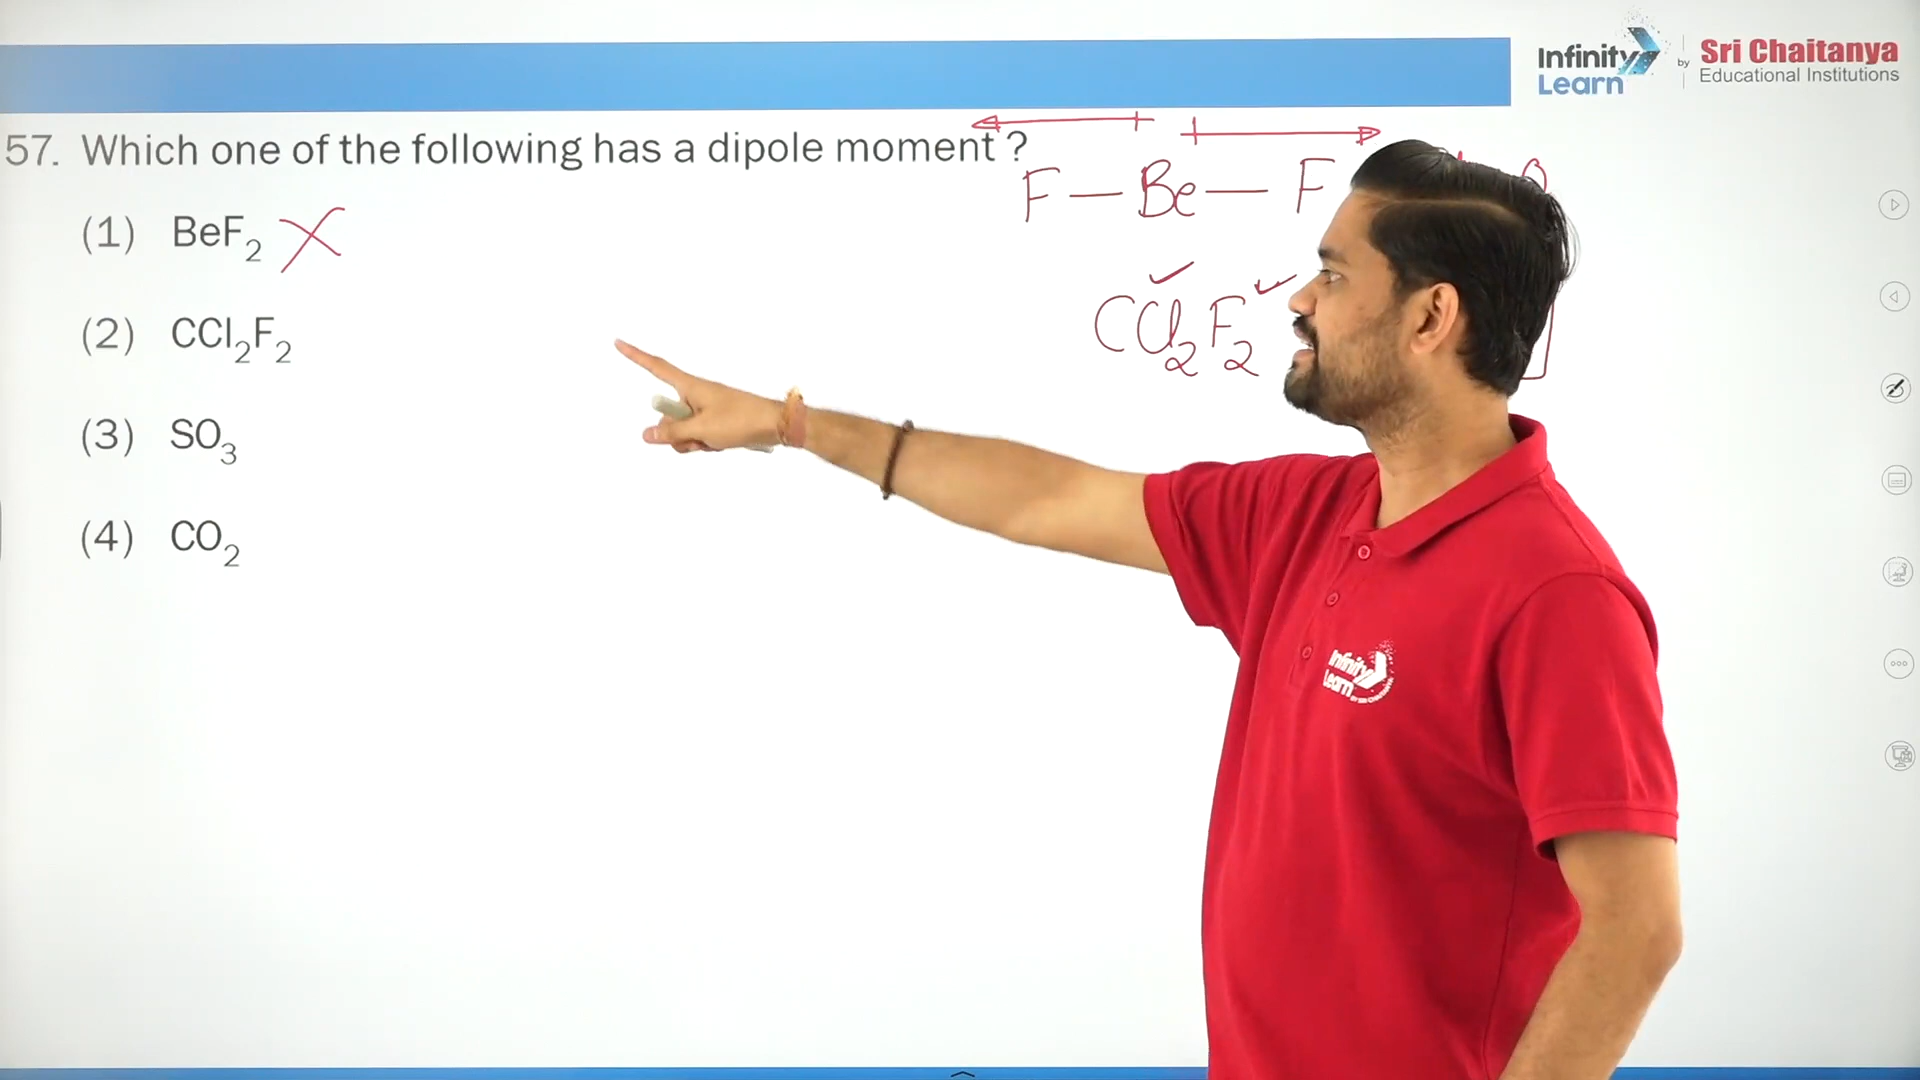 Infinity Learn by Sri Chaitanya Educational Institutions
57. Which one of the following has a dipole moment ?
F — Be — F
(1) BeF₂
(2) CCl₂F₂
CCl₂F₂
(3) SO₃
(4) CO₂
Infinity Learn